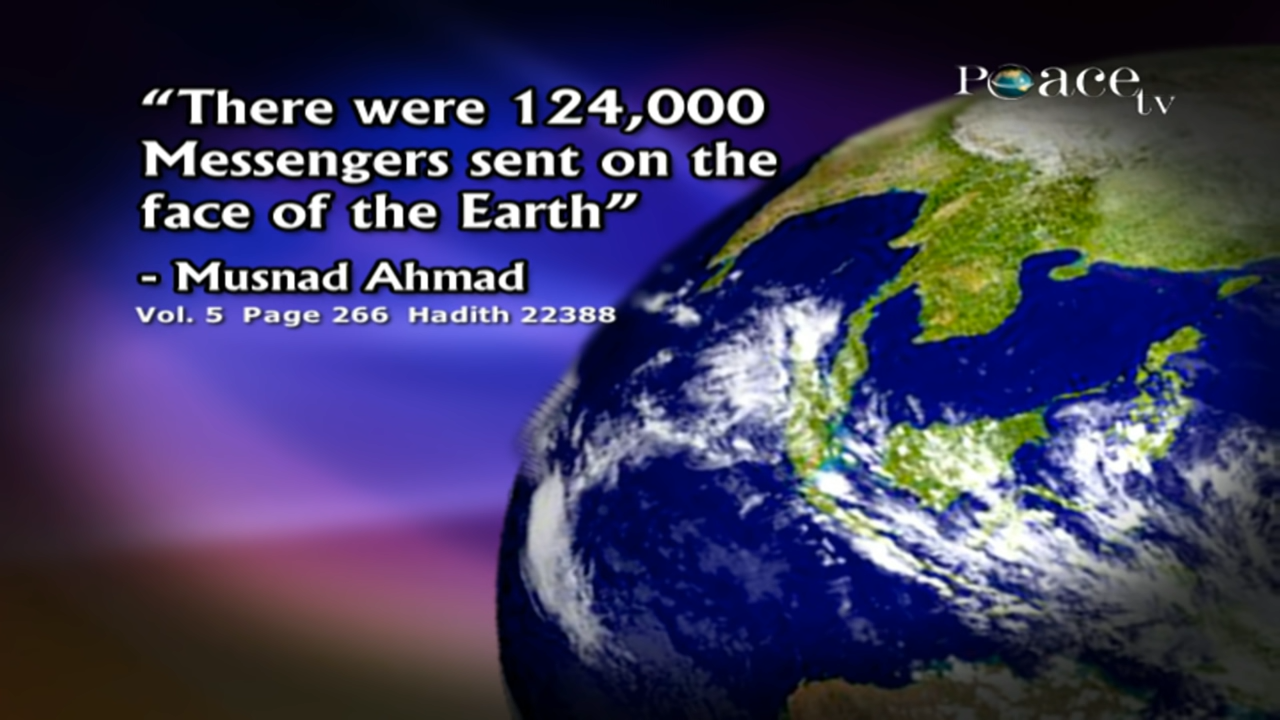 Peace tv
“There were 124,000
Messengers sent on the
face of the Earth”
- Musnad Ahmad
Vol. 5 Page 266 Hadith 22388